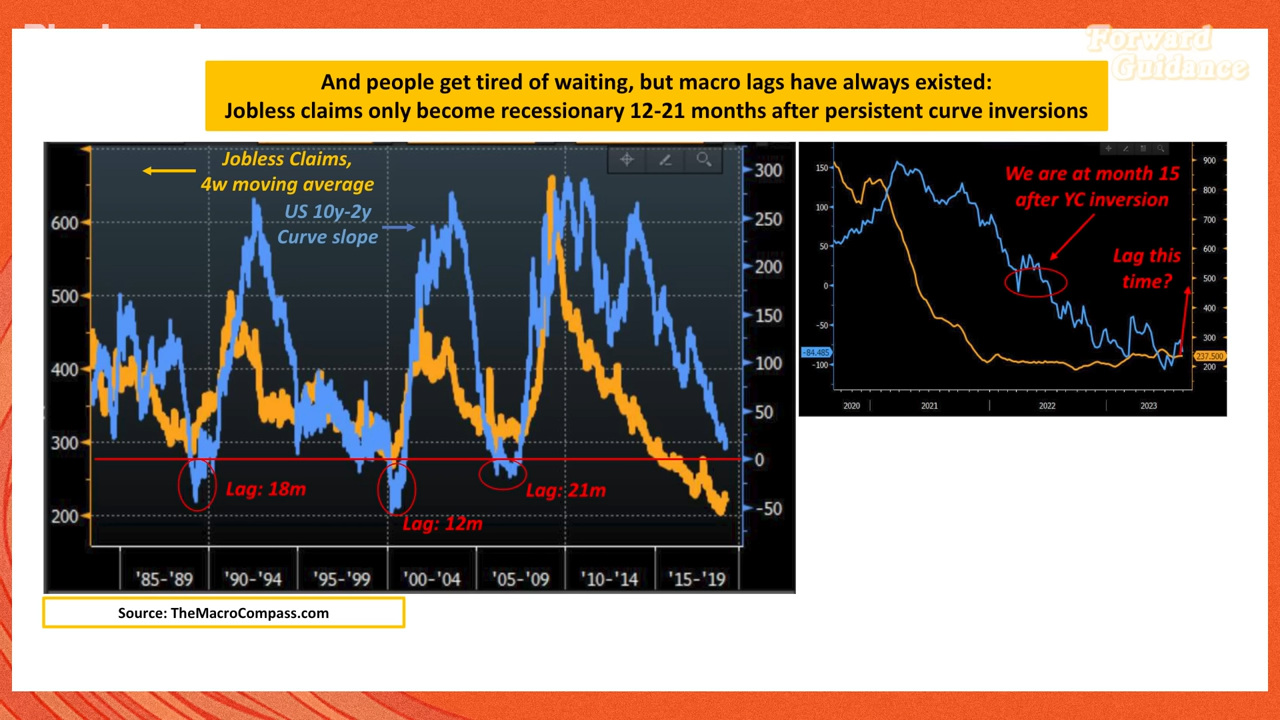 Forward
Guidance
And people get tired of waiting, but macro lags have always existed:
Jobless claims only become recessionary 12-21 months after persistent curve inversions
Jobless Claims,
4w moving average
US 10y-2y
Curve slope
600
500
400
300
200
300
250
200
150
100
50
0
-50
Lag: 18m
Lag: 12m
Lag: 21m
'85-'89
'90-'94
'95-'99
'00-'04
'05-'09
'10-'14
'15-'19
We are at month 15
after YC inversion
Lag this
time?
150
100
50
0
-50
-84.485
-100
900
800
700
600
500
400
300
237.500
200
2020
2021
2022
2023
Source: TheMacroCompass.com